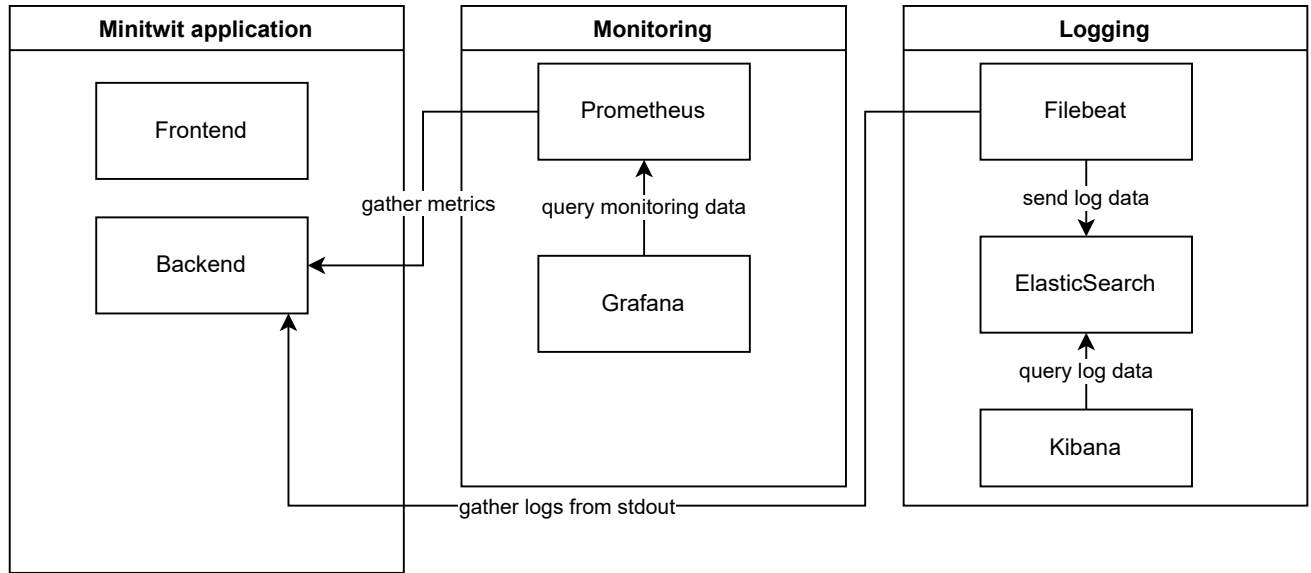 Minitwit application
Frontend
Backend
gather metrics
Monitoring
Prometheus
query monitoring data
Grafana
gather logs from stdout
Logging
Filebeat
send log data
ElasticSearch
query log data
Kibana